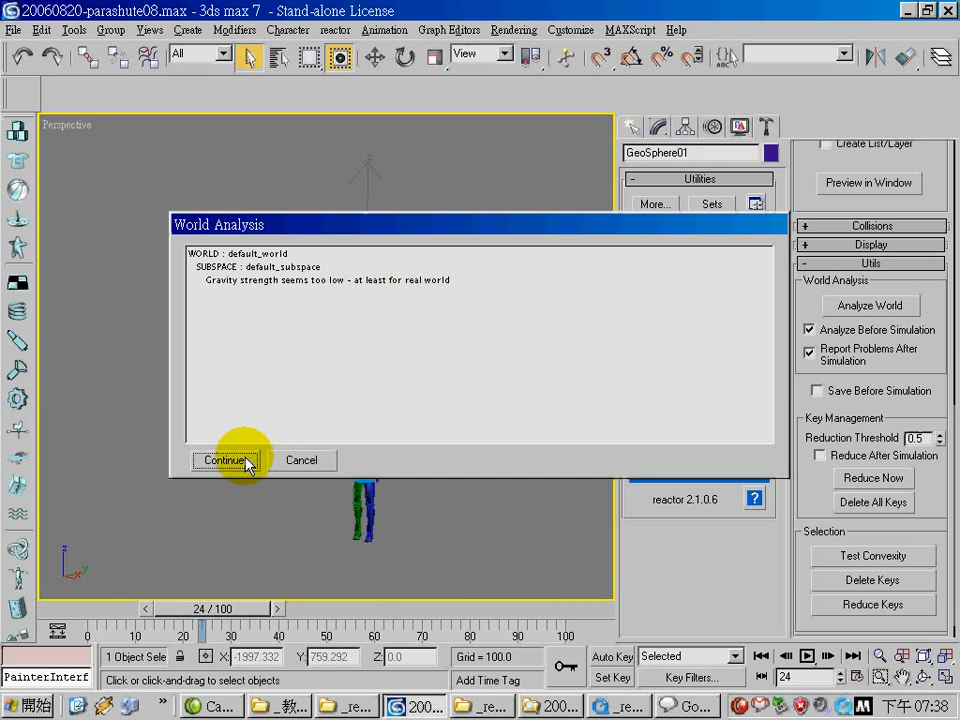 20060820-parashute08.max - 3ds max 7 - Stand-alone License
File Edit Tools Group Views Create Modifiers Character reactor Animation Graph Editors Rendering Customize MAXScript Help
All
View
Perspective
GeoSphere01
Utilities
More... Sets
Create List/Layer
Preview in Window
Collisions
Display
Utils
World Analysis
Analyze World
Analyze Before Simulation
Report Problems After
Simulation
Save Before Simulation
Key Management
Reduction Threshold 0.5
Reduce After Simulation
Reduce Now
Delete All Keys
Selection
Test Convexity
Delete Keys
Reduce Keys
World Analysis
WORLD : default_world
SUBSPACE : default_subspace
Gravity strength seems too low - at least for real world
Continue Cancel
reactor 2.1.0.6 ?
z
y
x
< 24 / 100 >
0 10 20 30 40 50 60 70 80 90 100
1 Object Sele X: -1997.332 Y: 759.292 Z: 0.0 Grid = 100.0 Auto Key Selected
PainterInterf Click or click-and-drag to select objects Add Time Tag Set Key Key Filters... 24
開始 » Ca... _教... _re... 200... _re... 200... _re... Go... 下午 07:38